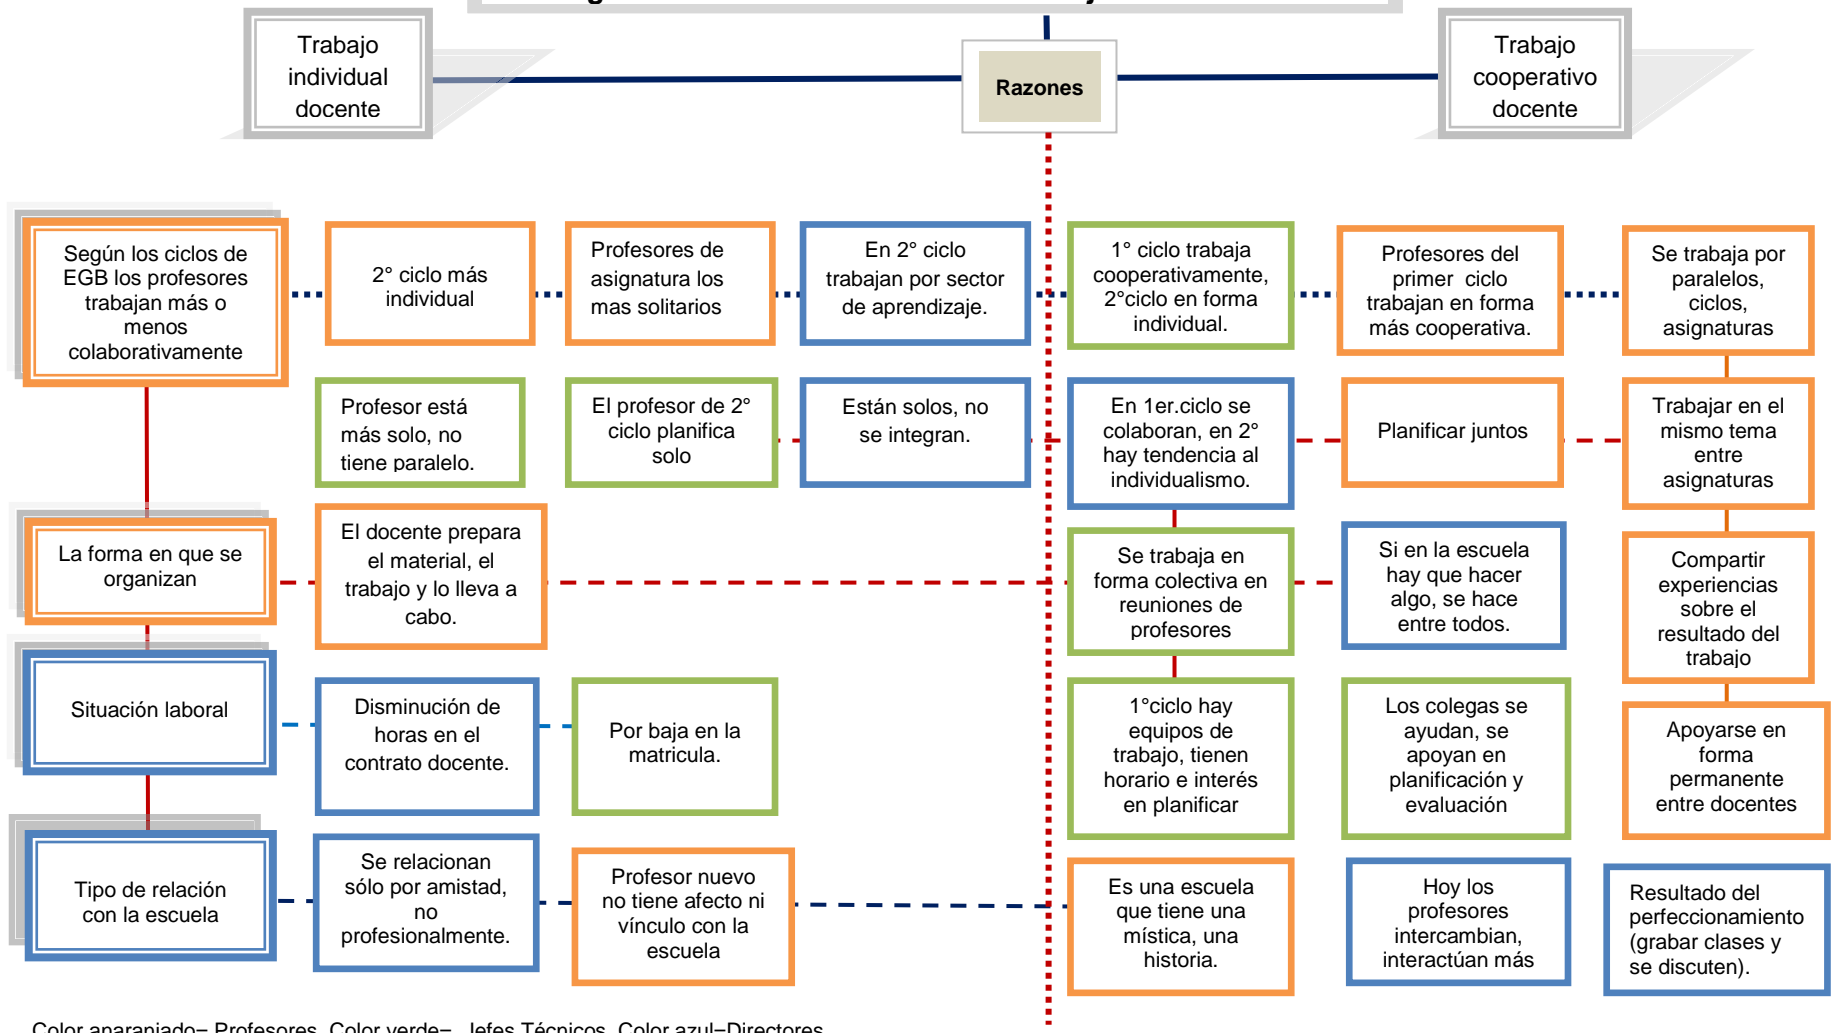 Trabajo
individual
docente
Razones
Trabajo
cooperativo
docente
Según los ciclos de
EGB los profesores
trabajan más o
menos
colaborativamente
2° ciclo más
individual
Profesores de
asignatura los
mas solitarios
En 2° ciclo
trabajan por sector
de aprendizaje.
1° ciclo trabaja
cooperativamente,
2°ciclo en forma
individual.
Profesores del
primer ciclo
trabajan en forma
más cooperativa.
Se trabaja por
paralelos,
ciclos,
asignaturas
Profesor está
más solo, no
tiene paralelo.
El profesor de 2°
ciclo planifica
solo
Están solos, no
se integran.
En 1er.ciclo se
colaboran, en 2°
hay tendencia al
individualismo.
Planificar juntos
Trabajar en el
mismo tema
entre
asignaturas
La forma en que se
organizan
El docente prepara
el material, el
trabajo y lo lleva a
cabo.
Se trabaja en
forma colectiva en
reuniones de
profesores
Si en la escuela
hay que hacer
algo, se hace
entre todos.
Compartir
experiencias
sobre el
resultado del
trabajo
Situación laboral
Disminución de
horas en el
contrato docente.
Por baja en la
matricula.
1°ciclo hay
equipos de
trabajo, tienen
horario e interés
en planificar
Los colegas se
ayudan, se
apoyan en
planificación y
evaluación
Apoyarse en
forma
permanente
entre docentes
Tipo de relación
con la escuela
Se relacionan
sólo por amistad,
no
profesionalmente.
Profesor nuevo
no tiene afecto ni
vínculo con la
escuela
Es una escuela
que tiene una
mística, una
historia.
Hoy los
profesores
intercambian,
interactúan más
Resultado del
perfeccionamiento
(grabar clases y
se discuten).
Color anaranjado= Profesores Color verde= Jefes Técnicos Color azul=Directores